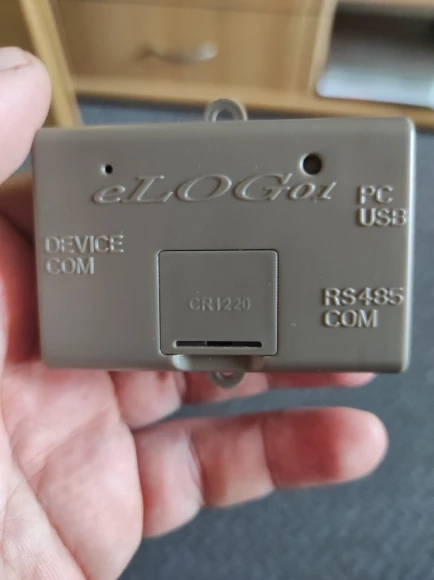 eLOG01
PC
USB
DEVICE
COM
CR1220
RS485
COM